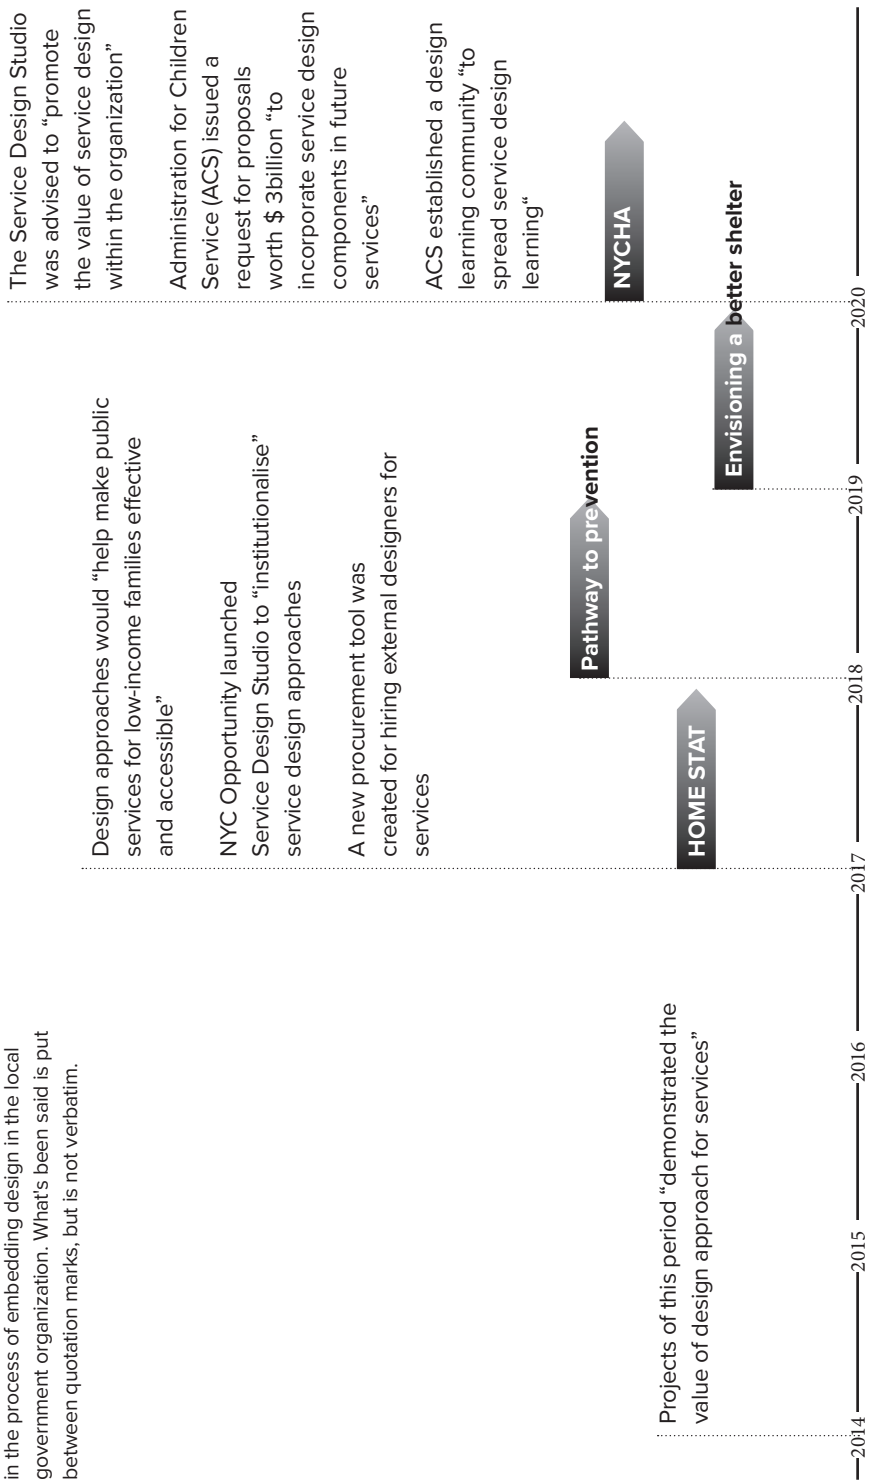 in the process of embedding design in the local
government organization. What's been said is put
between quotation marks, but is not verbatim.
Projects of this period “demonstrated the
value of design approach for services”
Design approaches would “help make public
services for low-income families effective
and accessible”
NYC Opportunity launched
Service Design Studio to “institutionalise”
service design approaches
A new procurement tool was
created for hiring external designers for
services
The Service Design Studio
was advised to “promote
the value of service design
within the organization”
Administration for Children
Service (ACS) issued a
request for proposals
worth $ 3billion “to
incorporate service design
components in future
services”
ACS established a design
learning community “to
spread service design
learning“
Pathway to prevention
NYCHA
HOME STAT
Envisioning a better shelter
2014
2015
2016
2017
2018
2019
2020